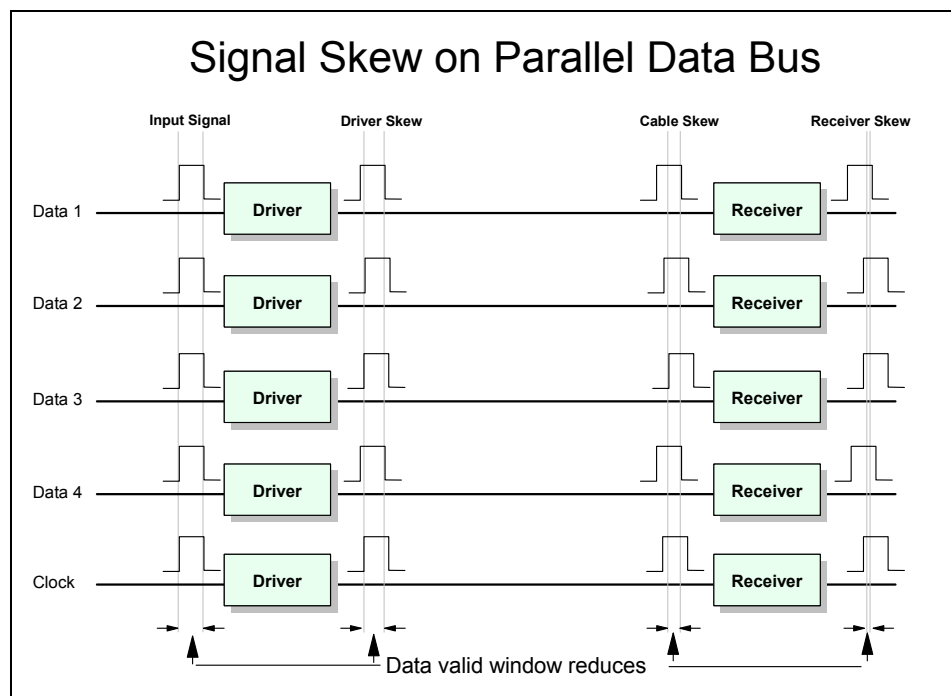 Signal Skew on Parallel Data Bus
Input Signal Driver Skew Cable Skew Receiver Skew
Data 1 Driver Receiver
Data 2 Driver Receiver
Data 3 Driver Receiver
Data 4 Driver Receiver
Clock Driver Receiver
Data valid window reduces